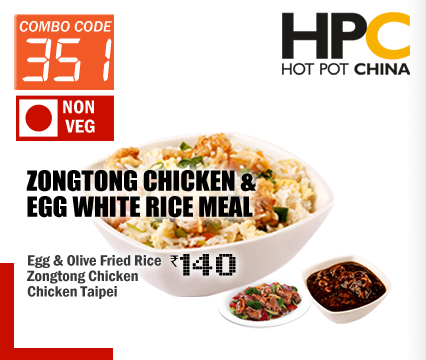 COMBO CODE
351
HPC
HOT POT CHINA
NON
VEG
ZONGTONG CHICKEN &
EGG WHITE RICE MEAL
Egg & Olive Fried Rice ₹140
Zongtong Chicken
Chicken Taipei